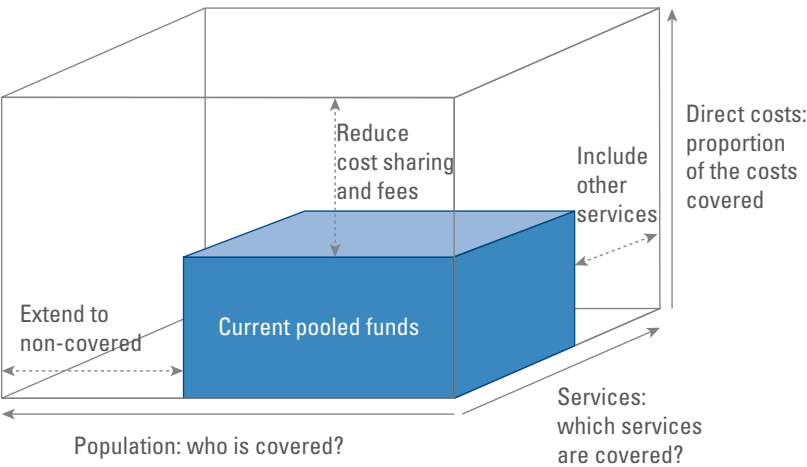 Direct costs:
proportion
of the costs
covered
Reduce
cost sharing
and fees
Include
other
services
Extend to
non-covered
Current pooled funds
Services:
which services
are covered?
Population: who is covered?